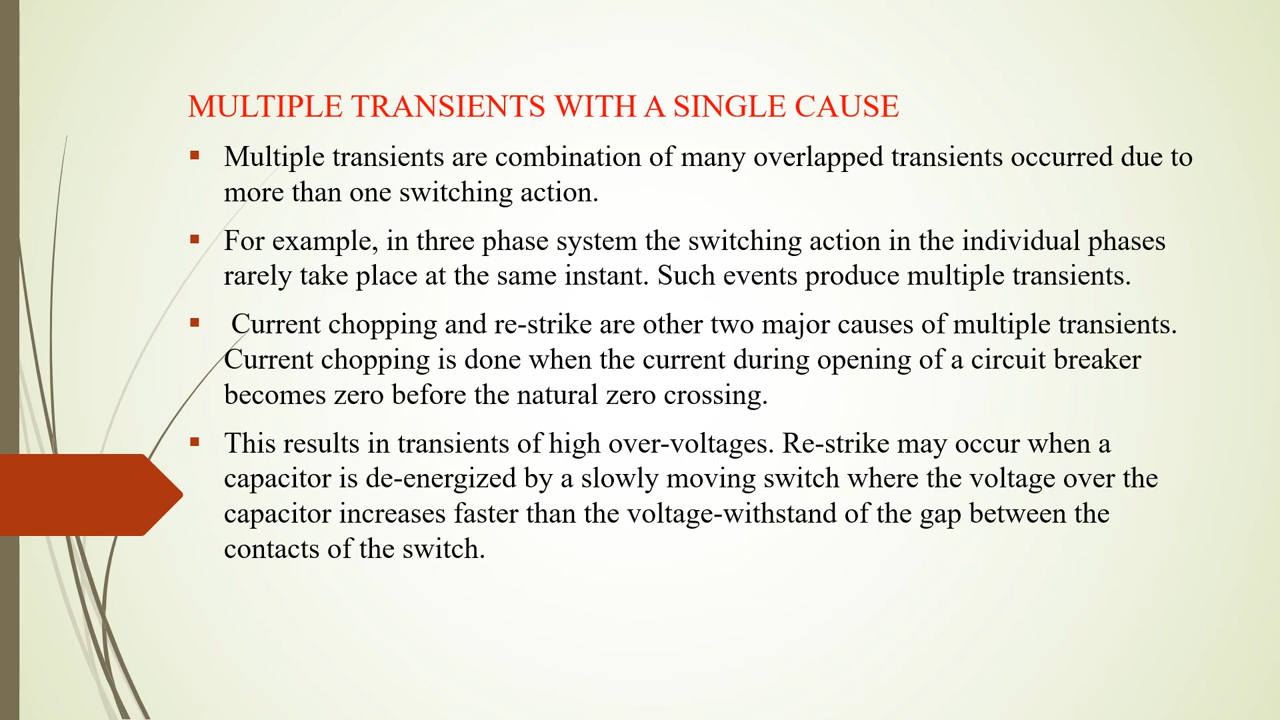 MULTIPLE TRANSIENTS WITH A SINGLE CAUSE
Multiple transients are combination of many overlapped transients occurred due to
more than one switching action.
For example, in three phase system the switching action in the individual phases
rarely take place at the same instant. Such events produce multiple transients.
Current chopping and re-strike are other two major causes of multiple transients.
Current chopping is done when the current during opening of a circuit breaker
becomes zero before the natural zero crossing.
This results in transients of high over-voltages. Re-strike may occur when a
capacitor is de-energized by a slowly moving switch where the voltage over the
capacitor increases faster than the voltage-withstand of the gap between the
contacts of the switch.